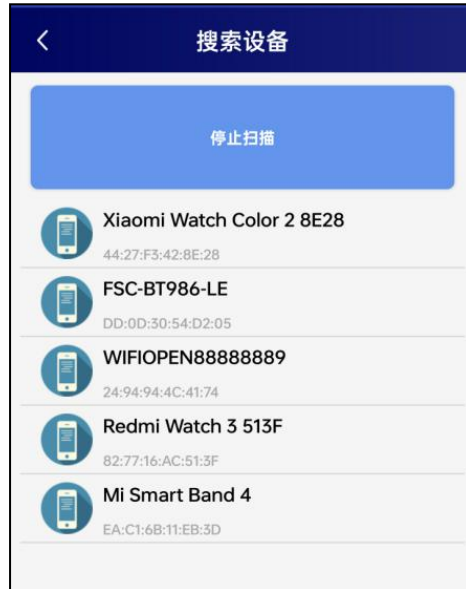 搜索设备
停止扫描
Xiaomi Watch Color 2 8E28
44:27:F3:42:8E:28
FSC-BT986-LE
DD:0D:30:54:D2:05
WIFIOPEN88888889
24:94:94:4C:41:74
Redmi Watch 3 513F
82:77:16:AC:51:3F
Mi Smart Band 4
EA:C1:6B:11:EB:3D